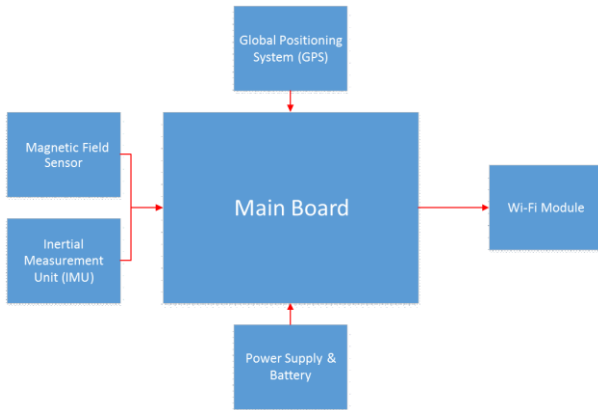 Global Positioning
System (GPS)
Magnetic Field
Sensor
Main Board
Wi-Fi Module
Inertial
Measurement
Unit (IMU)
Power Supply &
Battery